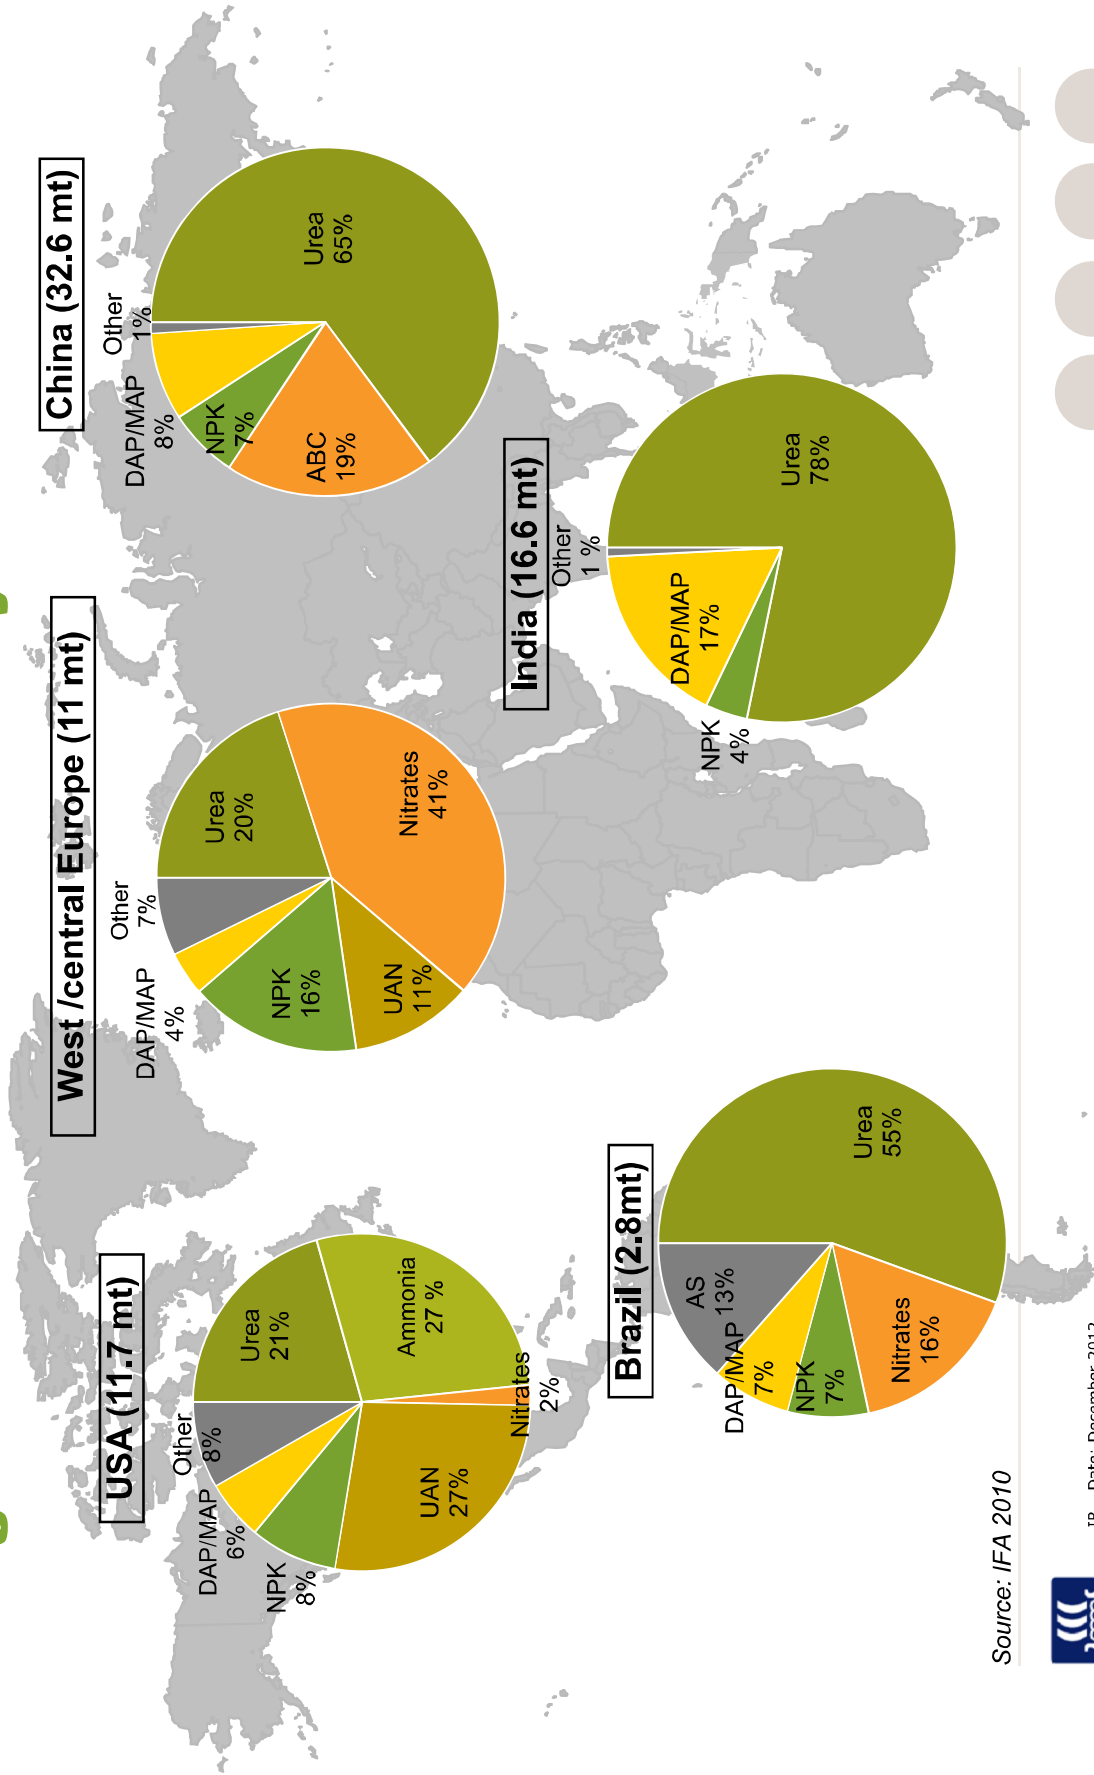 West /central Europe (11 mt)
China (32.6 mt)
USA (11.7 mt)
Other
8%
Urea
21%
DAP/MAP
6%
NPK
8%
Ammonia
27 %
UAN
27%
Nitrates
2%
Other
7%
Urea
20%
DAP/MAP
4%
NPK
16%
Nitrates
41%
UAN
11%
Other
1%
DAP/MAP
8%
NPK
7%
ABC
19%
Urea
65%
India (16.6 mt)
Other
1 %
DAP/MAP
17%
NPK
4%
Urea
78%
Brazil (2.8mt)
AS
13%
DAP/MAP
7%
NPK
7%
Nitrates
16%
Urea
55%
Source: IFA 2010
IR
Date: December 2012